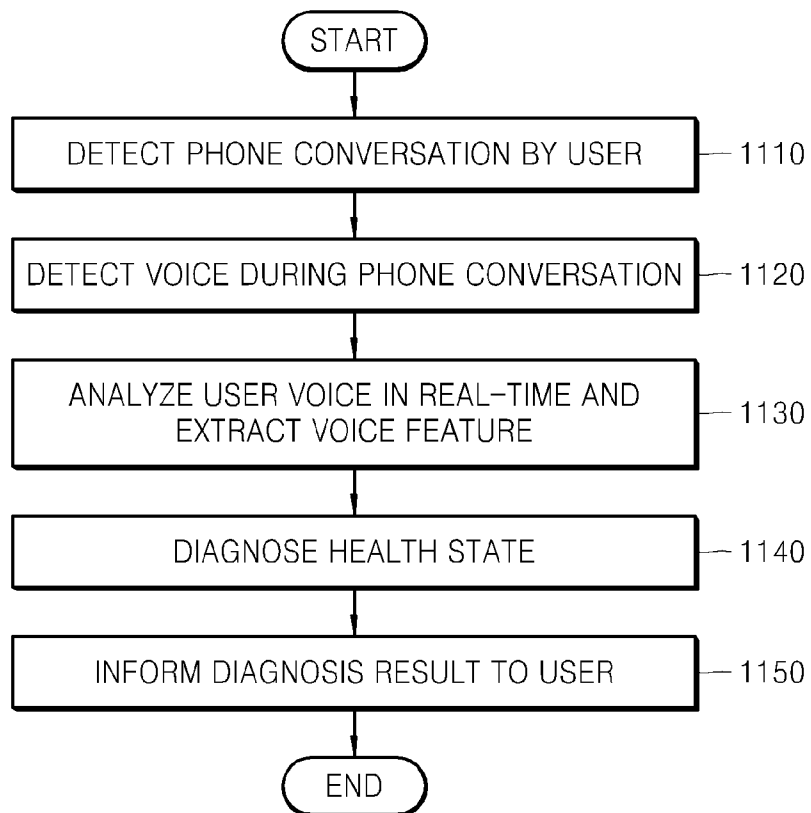 START
DETECT PHONE CONVERSATION BY USER
1110
DETECT VOICE DURING PHONE CONVERSATION
1120
ANALYZE USER VOICE IN REAL-TIME AND
EXTRACT VOICE FEATURE
1130
DIAGNOSE HEALTH STATE
1140
INFORM DIAGNOSIS RESULT TO USER
1150
END